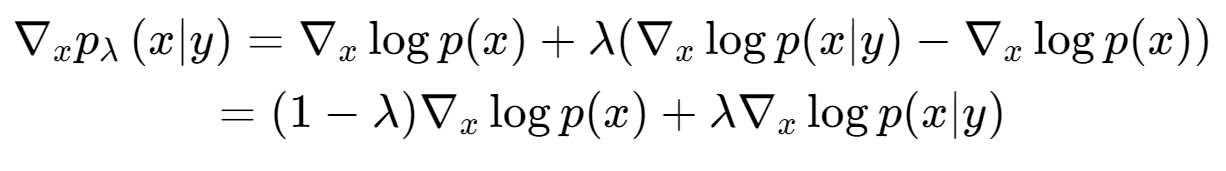 ∇ₓp_λ (x|y) = ∇ₓ log p(x) + λ(∇ₓ log p(x|y) − ∇ₓ log p(x))
= (1 − λ)∇ₓ log p(x) + λ∇ₓ log p(x|y)